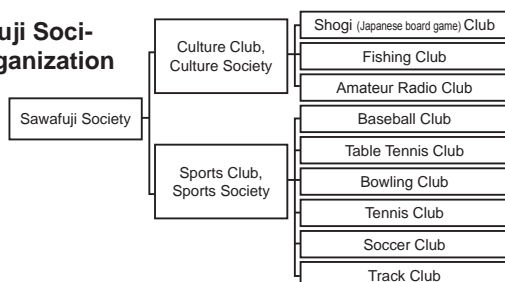 uji Soci-
ganization
Sawafuji Society
Culture Club,
Culture Society
Shogi (Japanese board game) Club
Fishing Club
Amateur Radio Club
Sports Club,
Sports Society
Baseball Club
Table Tennis Club
Bowling Club
Tennis Club
Soccer Club
Track Club